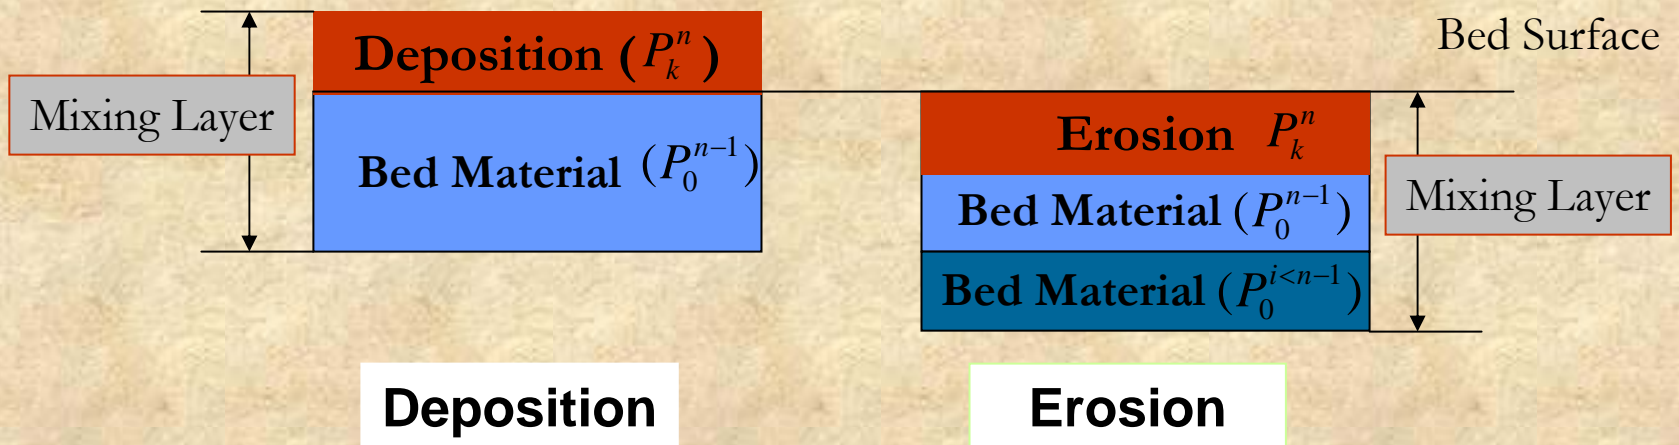 Bed Surface
Deposition (P_k^n)
Mixing Layer
Bed Material (P_0^{n-1})
Erosion P_k^n
Bed Material (P_0^{n-1})
Mixing Layer
Bed Material (P_0^{i<n-1})
Deposition
Erosion